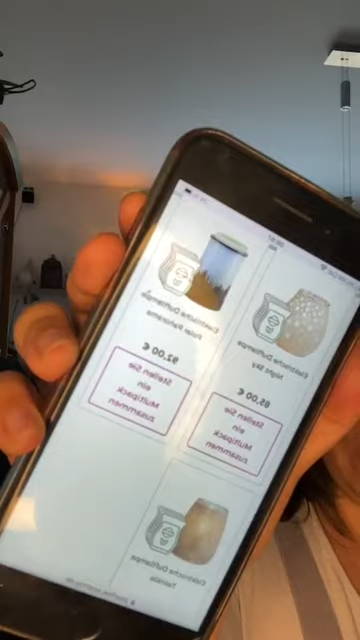 Elektrische Duftlampe
Night Sky
85,00 €
Stellen Sie
ein
Multipack
zusammen
Elektrische Duftlampe
Polar Panorama
92,00 €
Stellen Sie
ein
Multipack
zusammen
Elektrische Duftlampe